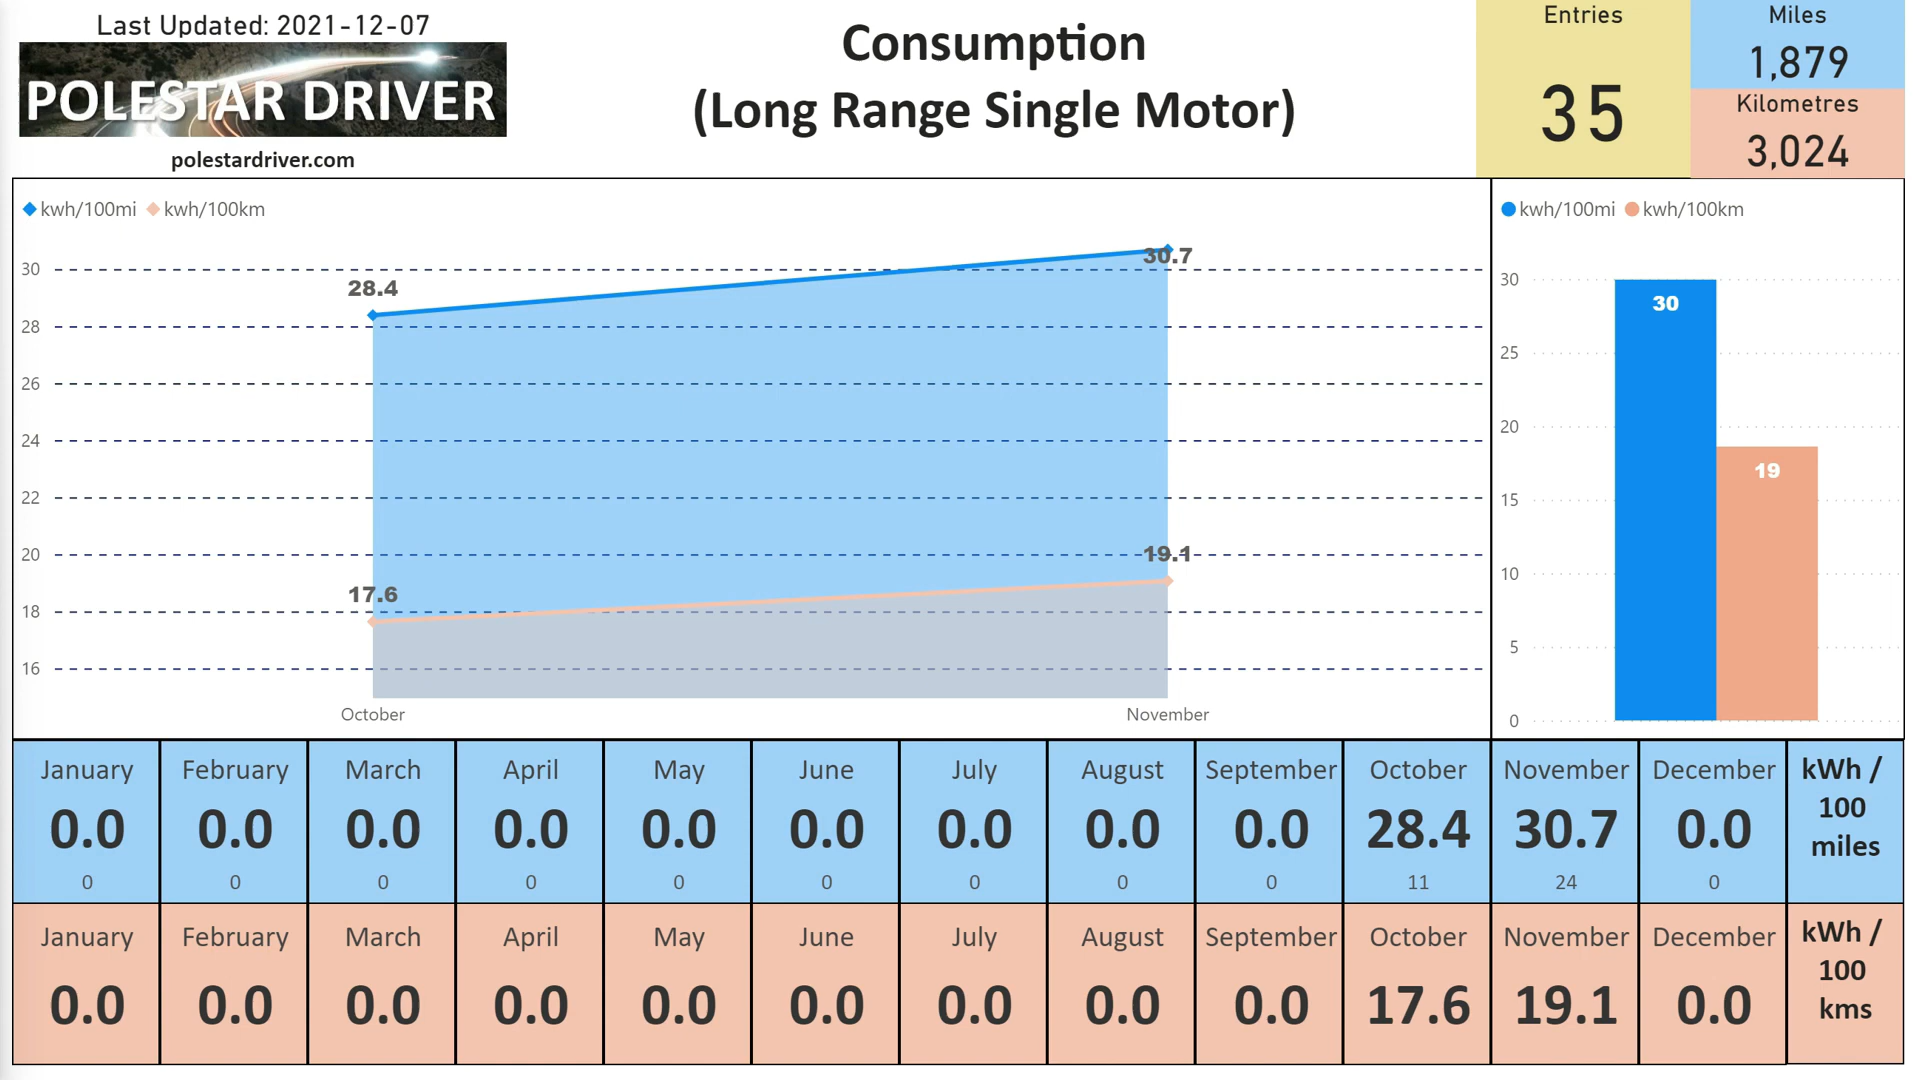 Last Updated: 2021-12-07
POLESTAR DRIVER
polestardriver.com
Consumption
(Long Range Single Motor)
Entries
35
Miles
1,879
Kilometres
3,024
kwh/100mi kwh/100km
30
28
26
24
22
20
18
16
28.4
30.7
17.6
19.1
October November
kwh/100mi kwh/100km
30
25
20
15
10
5
0
30
19
January February March April May June July August September October November December kWh / 100 miles
0.0 0.0 0.0 0.0 0.0 0.0 0.0 0.0 0.0 28.4 30.7 0.0
0 0 0 0 0 0 0 0 0 11 24 0
January February March April May June July August September October November December kWh / 100 kms
0.0 0.0 0.0 0.0 0.0 0.0 0.0 0.0 0.0 17.6 19.1 0.0